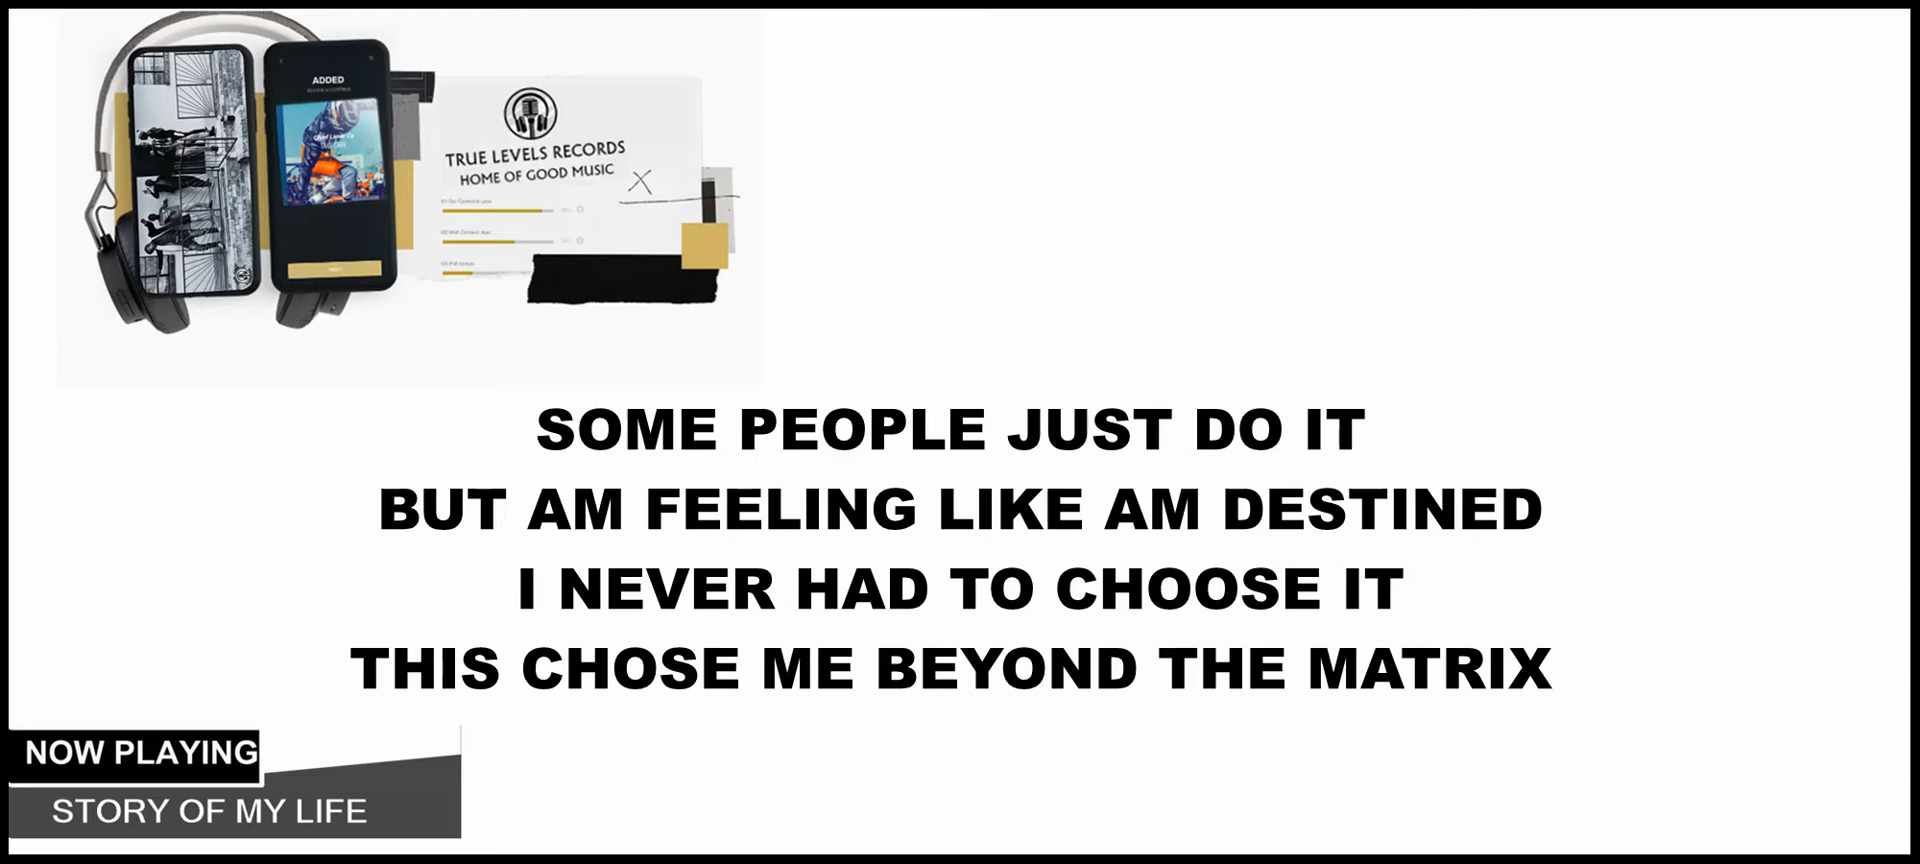 ADDED
TRUE LEVELS RECORDS
HOME OF GOOD MUSIC
SOME PEOPLE JUST DO IT
BUT AM FEELING LIKE AM DESTINED
I NEVER HAD TO CHOOSE IT
THIS CHOSE ME BEYOND THE MATRIX
NOW PLAYING
STORY OF MY LIFE